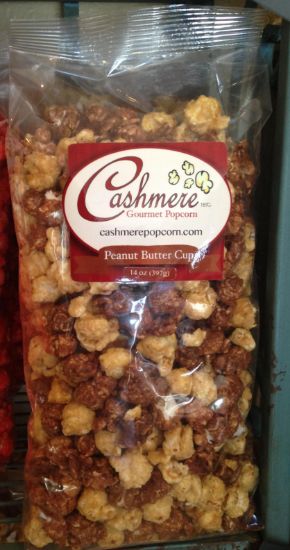 Cashmere
Gourmet Popcorn
cashmerepopcorn.com
Peanut Butter Cup
14 oz (397g)